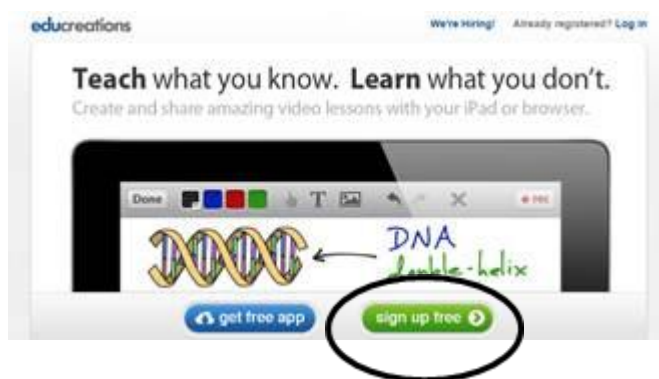 educreations We're Hiring! Already registered? Log in
Teach what you know. Learn what you don't.
Create and share amazing video lessons with your iPad or browser.
Done T rec
DNA
double-helix
get free app sign up free